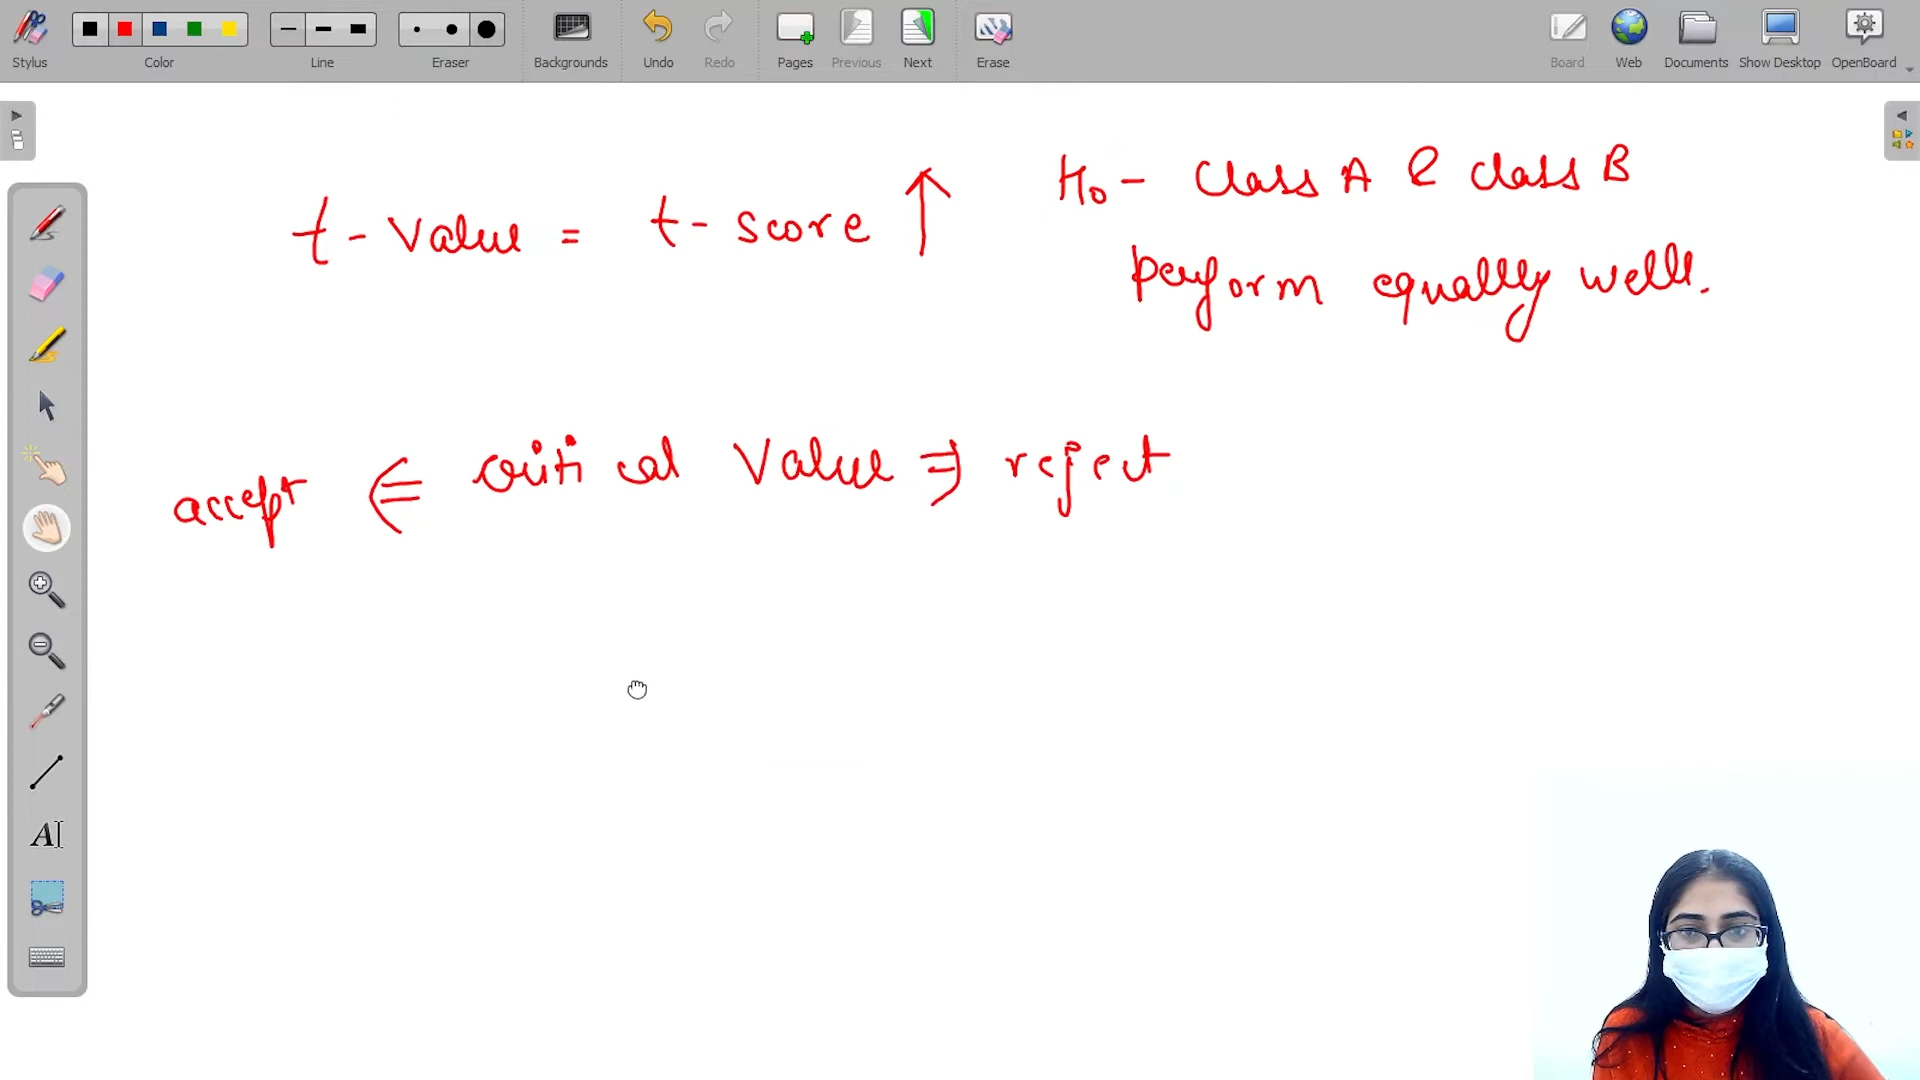 Stylus Color Line Eraser Backgrounds Undo Redo Pages Previous Next Erase Board Web Documents Show Desktop OpenBoard
t - Value = t - score ↑
H0 - Class A & class B
perform equally well.
accept ⇐ critical Value ⇒ reject
A